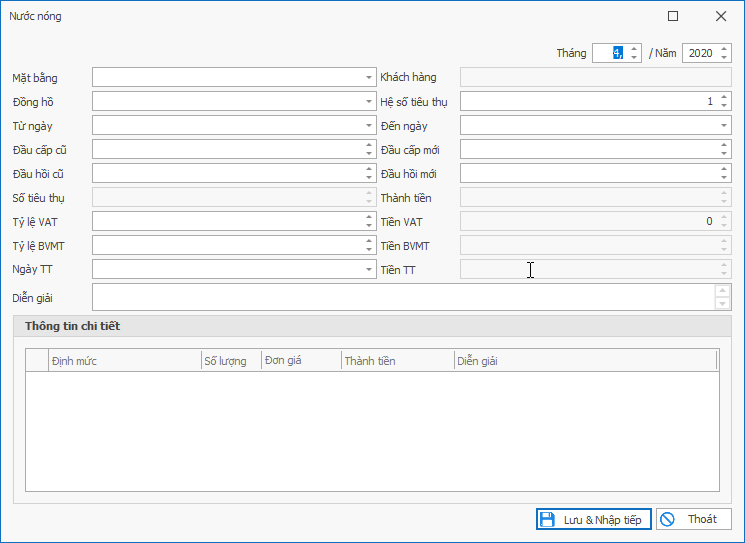 Nước nóng
Tháng 4, / Năm 2020
Mặt bằng Khách hàng
Đồng hồ Hệ số tiêu thụ 1
Từ ngày Đến ngày
Đầu cấp cũ Đầu cấp mới
Đầu hồi cũ Đầu hồi mới
Số tiêu thụ Thành tiền
Tỷ lệ VAT Tiền VAT 0
Tỷ lệ BVMT Tiền BVMT
Ngày TT Tiền TT
Diễn giải
Thông tin chi tiết
Định mức Số lượng Đơn giá Thành tiền Diễn giải
Lưu & Nhập tiếp Thoát